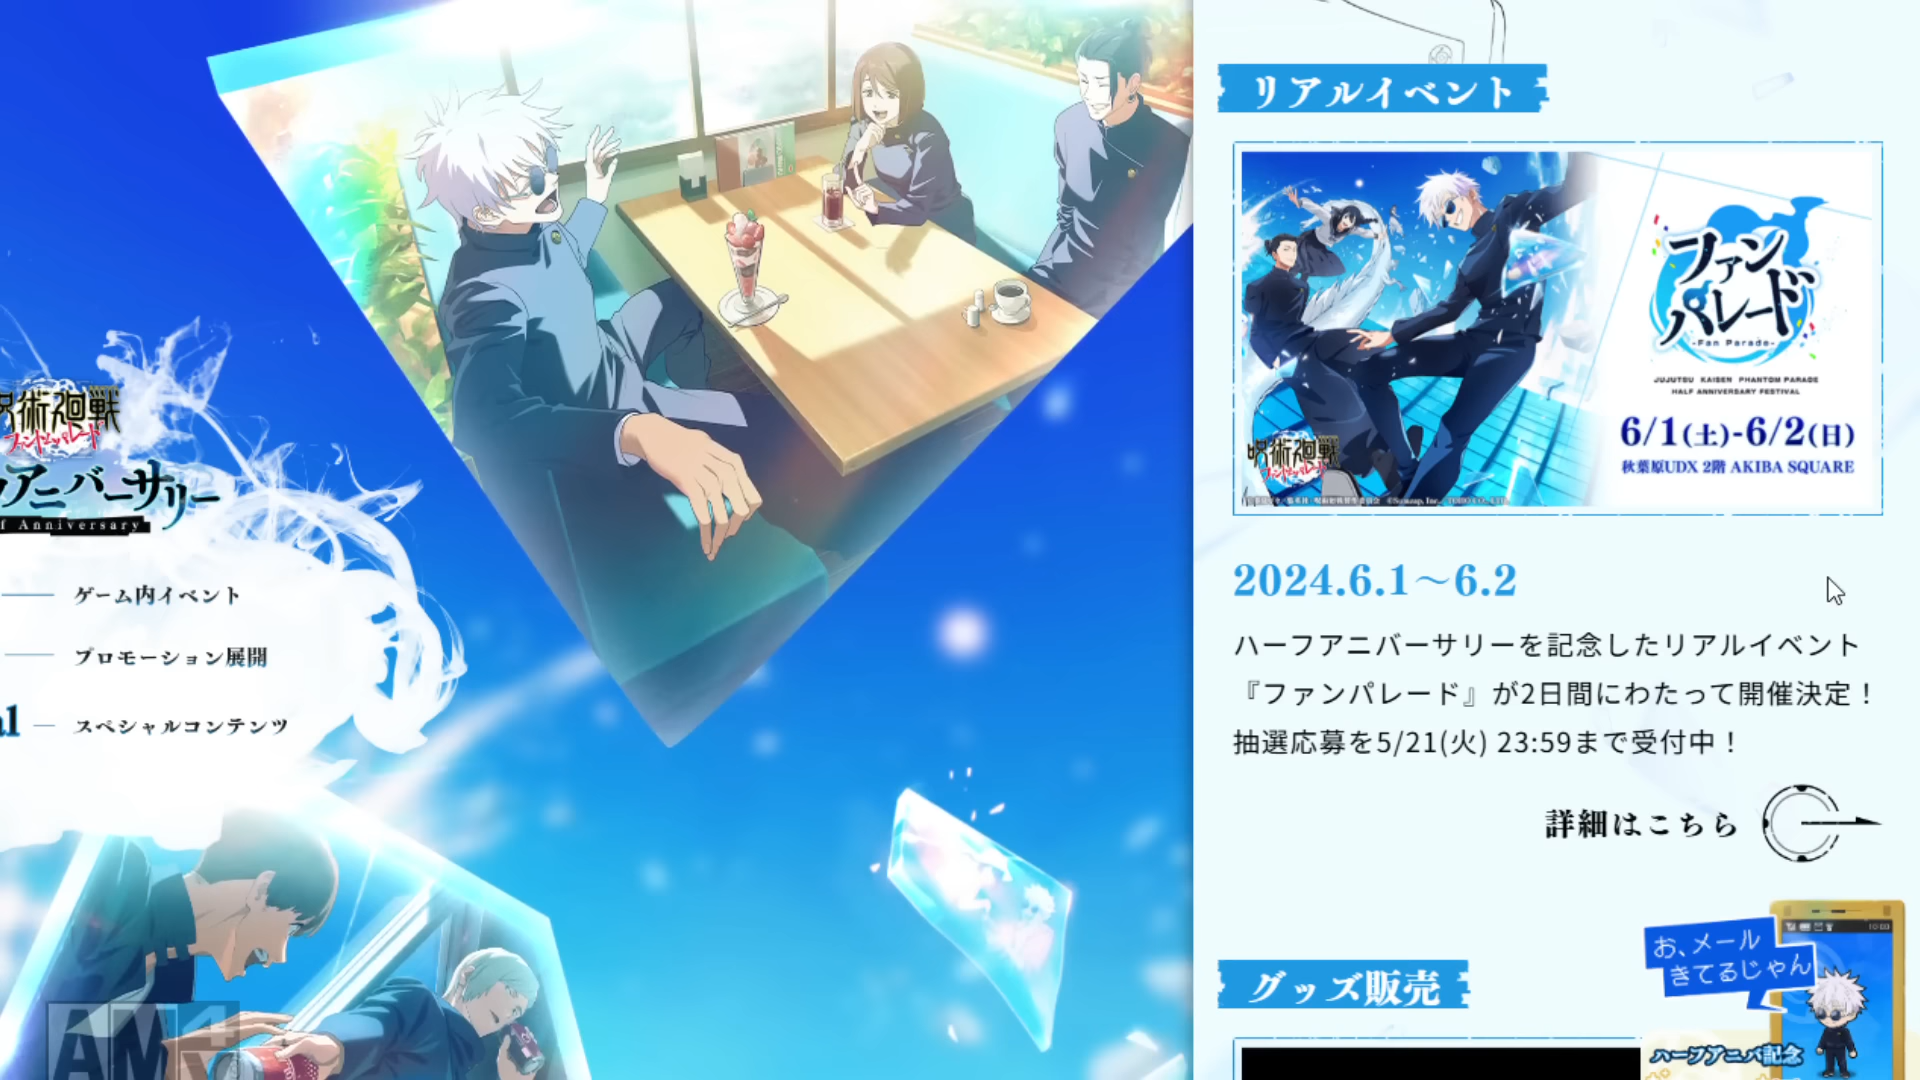 呪術廻戦
ファントムパレード
アニバーサリー
f Anniversary
ゲーム内イベント
プロモーション展開
al
スペシャルコンテンツ
リアルイベント
ファンパレード
-Fan Parade-
JUJUTSU KAISEN PHANTOM PARADE
HALF ANNIVERSARY FESTIVAL
6/1(土)-6/2(日)
秋葉原UDX 2階 AKIBA SQUARE
呪術廻戦
ファントムパレード
2024.6.1～6.2
ハーフアニバーサリーを記念したリアルイベント
『ファンパレード』が2日間にわたって開催決定！
抽選応募を5/21(火) 23:59まで受付中！
詳細はこちら
グッズ販売
お、メール
きてるじゃん
ハーフアニバ記念